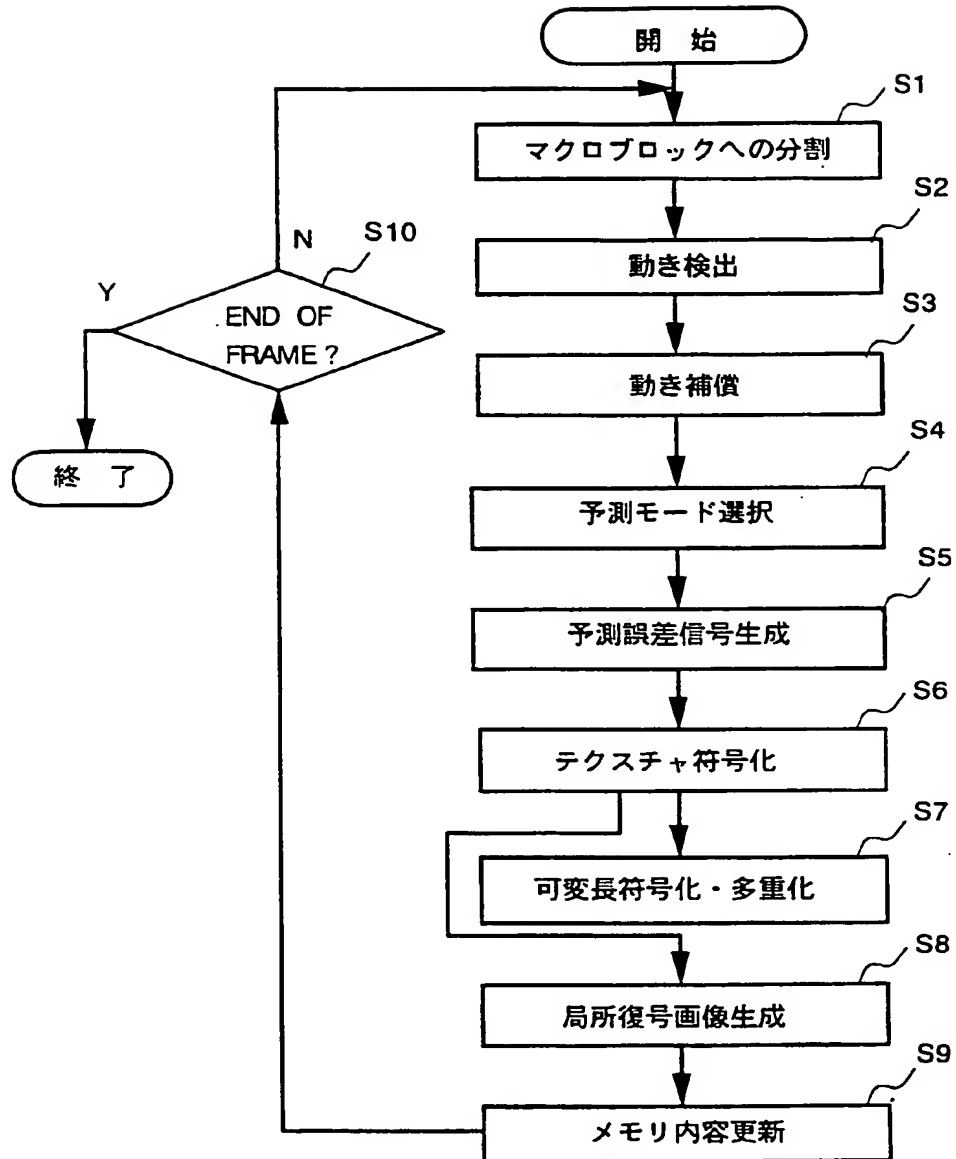 開 始
S1
マクロブロックへの分割
S2
動き検出
S3
動き補償
S4
予測モード選択
S5
予測誤差信号生成
S6
テクスチャ符号化
S7
可変長符号化・多重化
S8
局所復号画像生成
S9
メモリ内容更新
S10
N
Y
END OF
FRAME?
終 了